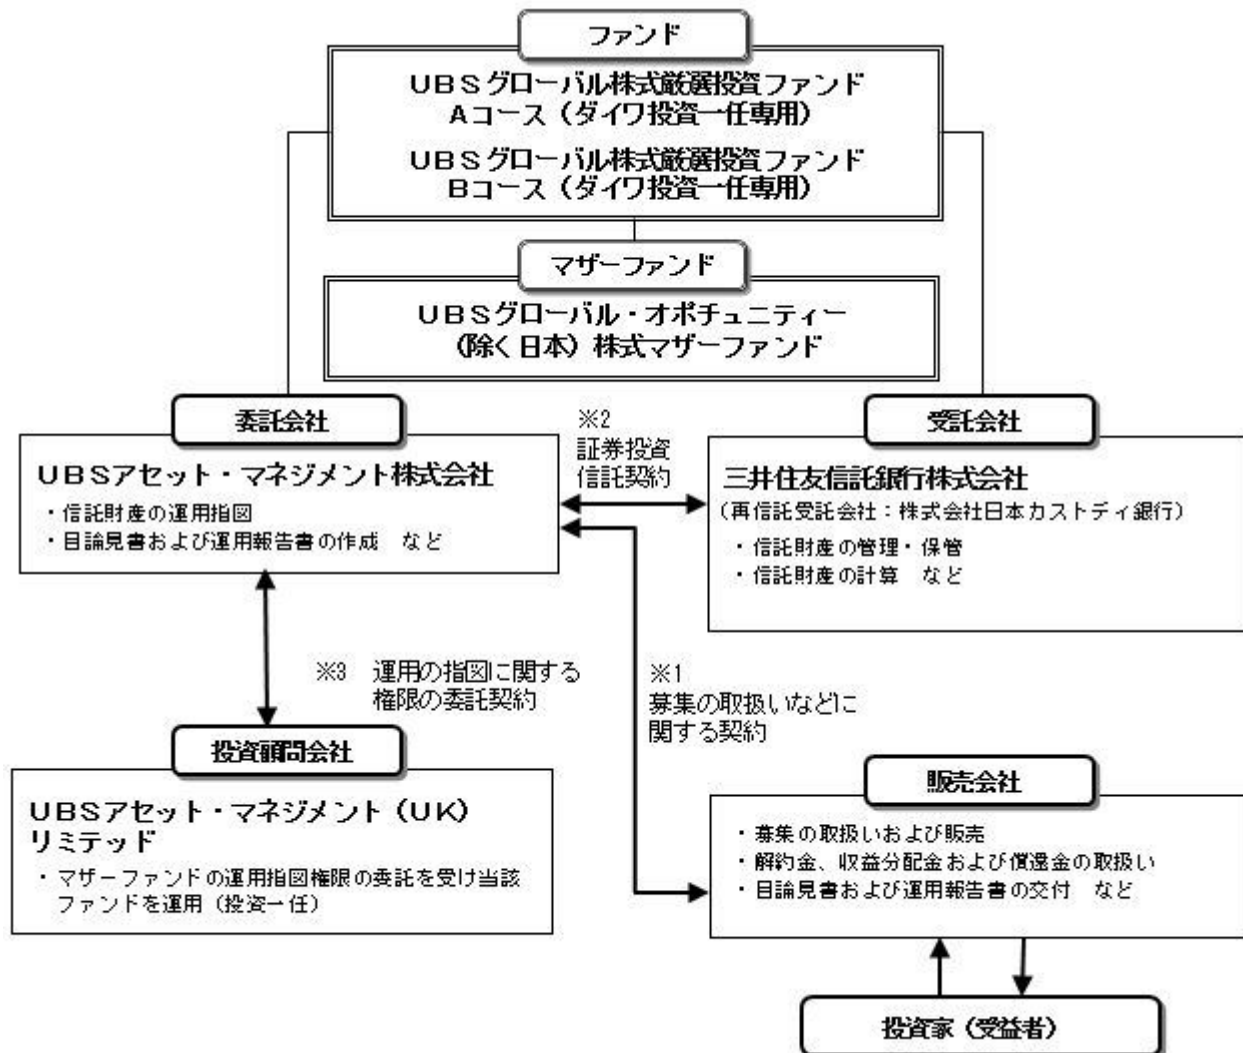 ファンド
UBSグローバル株式厳選投資ファンド
Aコース（ダイワ投資一任専用）
UBSグローバル株式厳選投資ファンド
Bコース（ダイワ投資一任専用）
マザーファンド
UBSグローバル・オポチュニティー
（除く日本）株式マザーファンド
委託会社
UBSアセット・マネジメント株式会社
・信託財産の運用指図
・目論見書および運用報告書の作成　など
※2
証券投資
信託契約
受託会社
三井住友信託銀行株式会社
（再信託受託会社：株式会社日本カストディ銀行）
・信託財産の管理・保管
・信託財産の計算　など
※3　運用の指図に関する
権限の委託契約
※1
募集の取扱いなどに
関する契約
投資顧問会社
UBSアセット・マネジメント（UK）
リミテッド
・マザーファンドの運用指図権限の委託を受け当該
ファンドを運用（投資一任）
販売会社
・募集の取扱いおよび販売
・解約金、収益分配金および償還金の取扱い
・目論見書および運用報告書の交付　など
投資家（受益者）